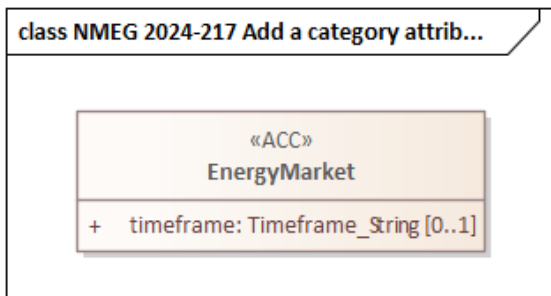 class NMEG 2024-217 Add a category attrib...
«ACC»
EnergyMarket
+ timeframe: Timeframe_String [0..1]